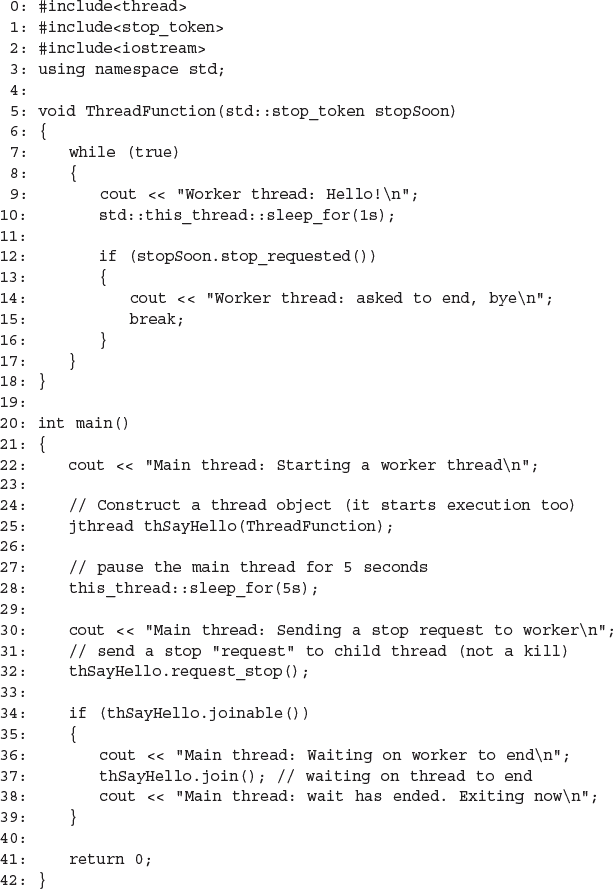 0: #include<thread>
1: #include<stop_token>
2: #include<iostream>
3: using namespace std;
4:
5: void ThreadFunction(std::stop_token stopSoon)
6: {
7:    while (true)
8:    {
9:       cout << "Worker thread: Hello!\n";
10:       std::this_thread::sleep_for(1s);
11:
12:       if (stopSoon.stop_requested())
13:       {
14:          cout << "Worker thread: asked to end, bye\n";
15:          break;
16:       }
17:    }
18: }
19:
20: int main()
21: {
22:    cout << "Main thread: Starting a worker thread\n";
23:
24:    // Construct a thread object (it starts execution too)
25:    jthread thSayHello(ThreadFunction);
26:
27:    // pause the main thread for 5 seconds
28:    this_thread::sleep_for(5s);
29:
30:    cout << "Main thread: Sending a stop request to worker\n";
31:    // send a stop "request" to child thread (not a kill)
32:    thSayHello.request_stop();
33:
34:    if (thSayHello.joinable())
35:    {
36:       cout << "Main thread: Waiting on worker to end\n";
37:       thSayHello.join(); // waiting on thread to end
38:       cout << "Main thread: wait has ended. Exiting now\n";
39:    }
40:
41:    return 0;
42: }